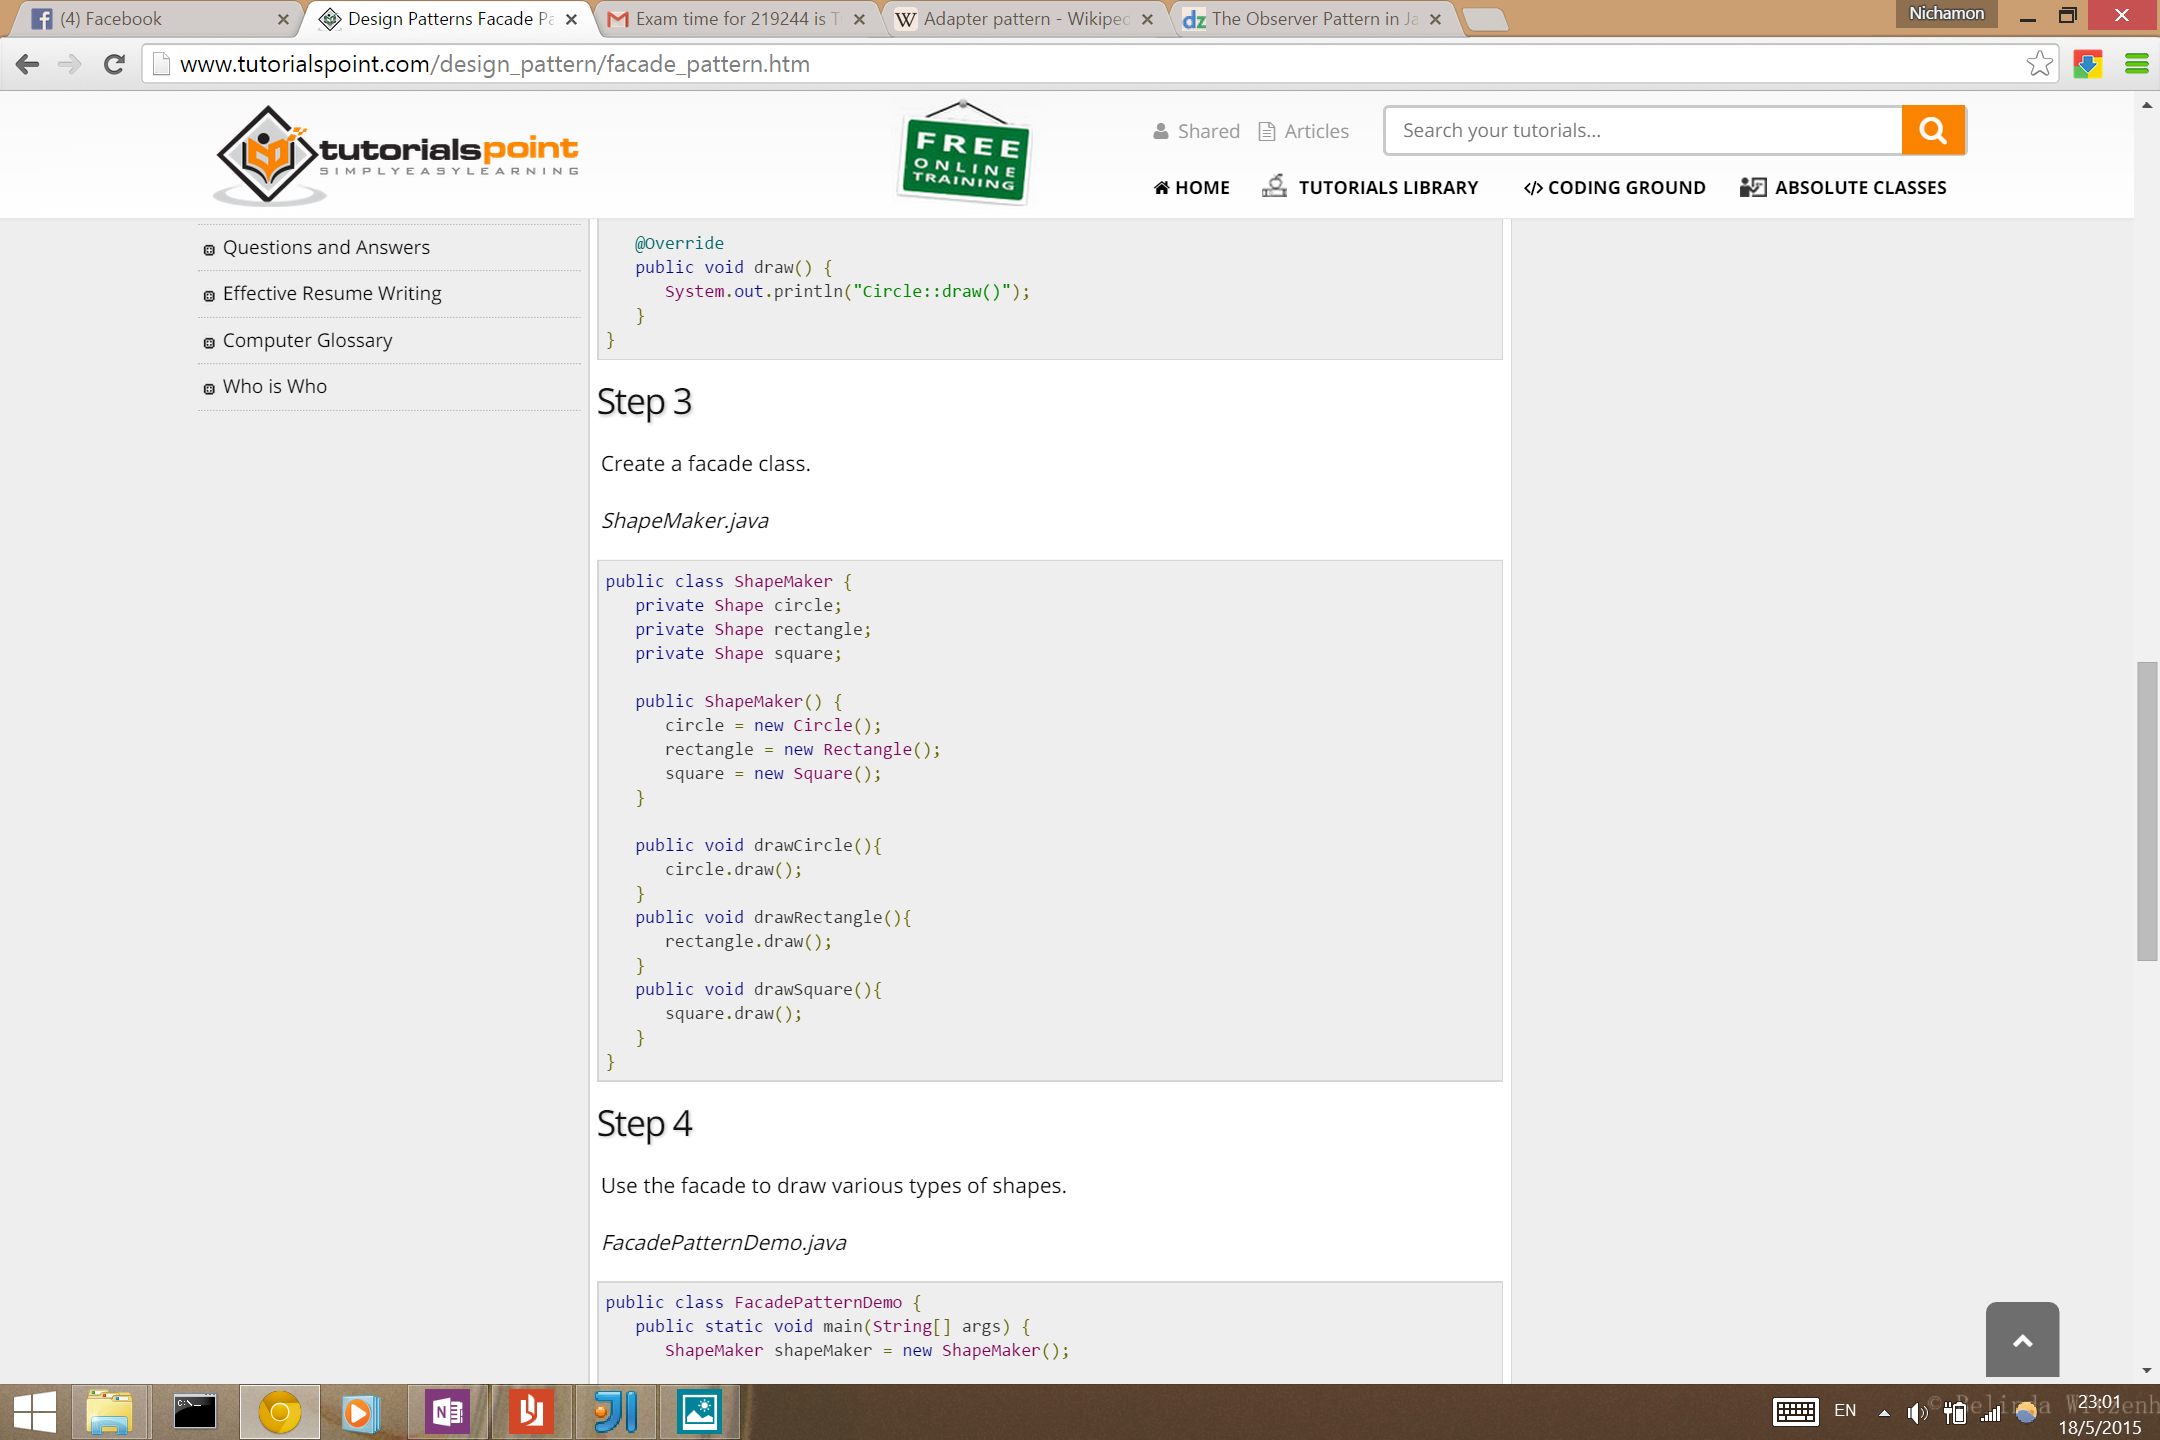 (4) Facebook
Design Patterns Facade Pa
Exam time for 219244 is T
Adapter pattern - Wikiped
The Observer Pattern in Ja
Nichamon
www.tutorialspoint.com/design_pattern/facade_pattern.htm
tutorialspoint
SIMPLYEASYLEARNING
FREE
ONLINE
TRAINING
Shared
Articles
Search your tutorials...
HOME
TUTORIALS LIBRARY
</> CODING GROUND
ABSOLUTE CLASSES
Questions and Answers
Effective Resume Writing
Computer Glossary
Who is Who
@Override
public void draw() {
System.out.println("Circle::draw()");
}
}
Step 3
Create a facade class.
ShapeMaker.java
public class ShapeMaker {
private Shape circle;
private Shape rectangle;
private Shape square;
public ShapeMaker() {
circle = new Circle();
rectangle = new Rectangle();
square = new Square();
}
public void drawCircle(){
circle.draw();
}
public void drawRectangle(){
rectangle.draw();
}
public void drawSquare(){
square.draw();
}
}
Step 4
Use the facade to draw various types of shapes.
FacadePatternDemo.java
public class FacadePatternDemo {
public static void main(String[] args) {
ShapeMaker shapeMaker = new ShapeMaker();
EN
23:01
18/5/2015